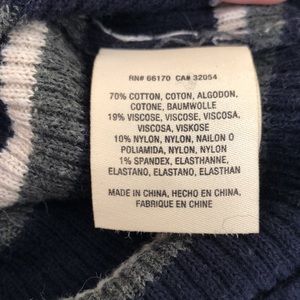 RN# 66170 CA# 32054
70% COTTON, COTON, ALGODON,
COTONE, BAUMWOLLE
19% VISCOSE, VISCOSE, VISCOSA,
VISCOSA, VISKOSE
10% NYLON, NYLON, NAILON O
POLIAMIDA, NYLON, NYLON
1% SPANDEX, ELASTHANNE,
ELASTANO, ELASTANO, ELASTHAN
MADE IN CHINA, HECHO EN CHINA,
FABRIQUE EN CHINE